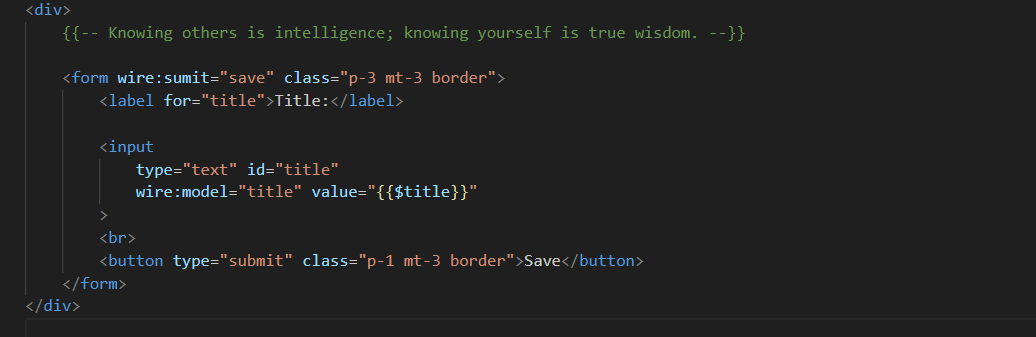 <div>
{{-- Knowing others is intelligence; knowing yourself is true wisdom. --}}
<form wire:sumit="save" class="p-3 mt-3 border">
<label for="title">Title:</label>
<input
type="text" id="title"
wire:model="title" value="{{$title}}"
>
<br>
<button type="submit" class="p-1 mt-3 border">Save</button>
</form>
</div>